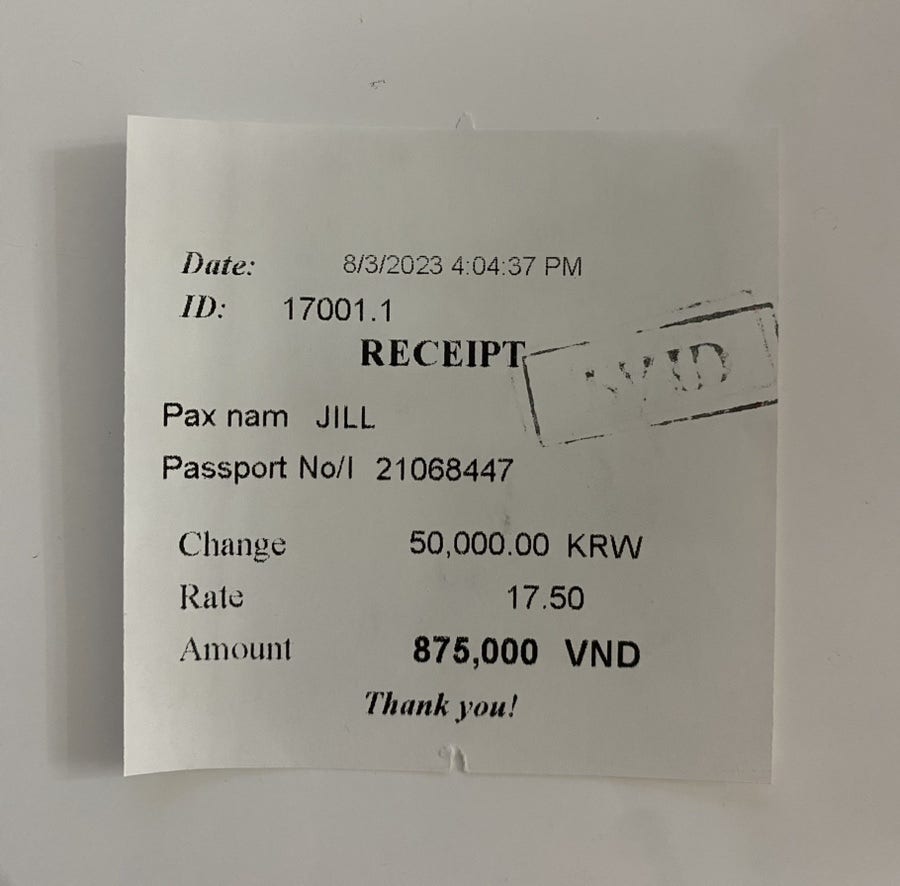 Date: 8/3/2023 4:04:37 PM
ID: 17001.1
RECEIPT
Pax nam JILL
Passport No/I 21068447
Change 50,000.00 KRW
Rate 17.50
Amount 875,000 VND
Thank you!